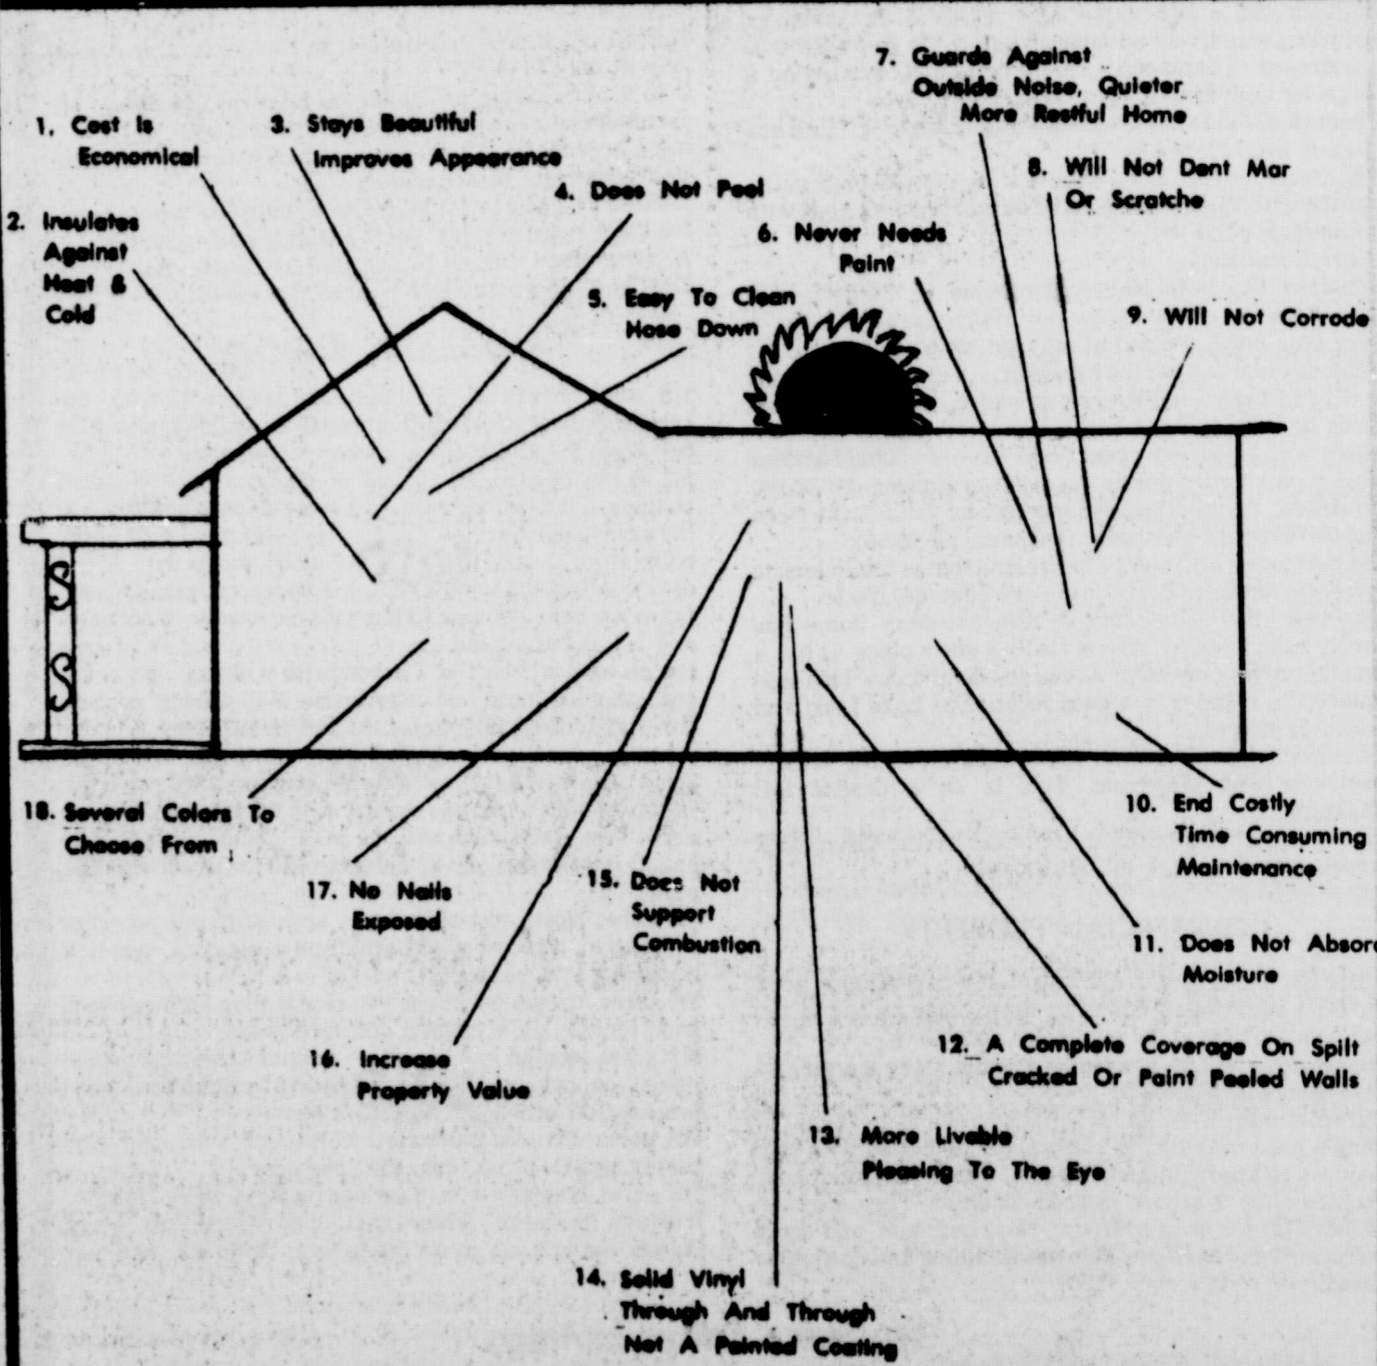 1. Cost Is
Economical
2. Insulates
Against
Heat &
Cold
3. Stays Beautiful
Improves Appearance
4. Does Not Peel
5. Easy To Clean
Hose Down
6. Never Needs
Paint
7. Guards Against
Outside Noise, Quieter
More Restful Home
8. Will Not Dent Mar
Or Scratche
9. Will Not Corrode
10. End Costly
Time Consuming
Maintenance
11. Does Not Absor
Moisture
12. A Complete Coverage On Spilt
Cracked Or Paint Peeled Walls
13. More Livable
Pleasing To The Eye
14. Solid Vinyl
Through And Through
Not A Painted Coating
15. Does Not
Support
Combustion
16. Increase
Property Value
17. No Nails
Exposed
18. Several Colors To
Choose From